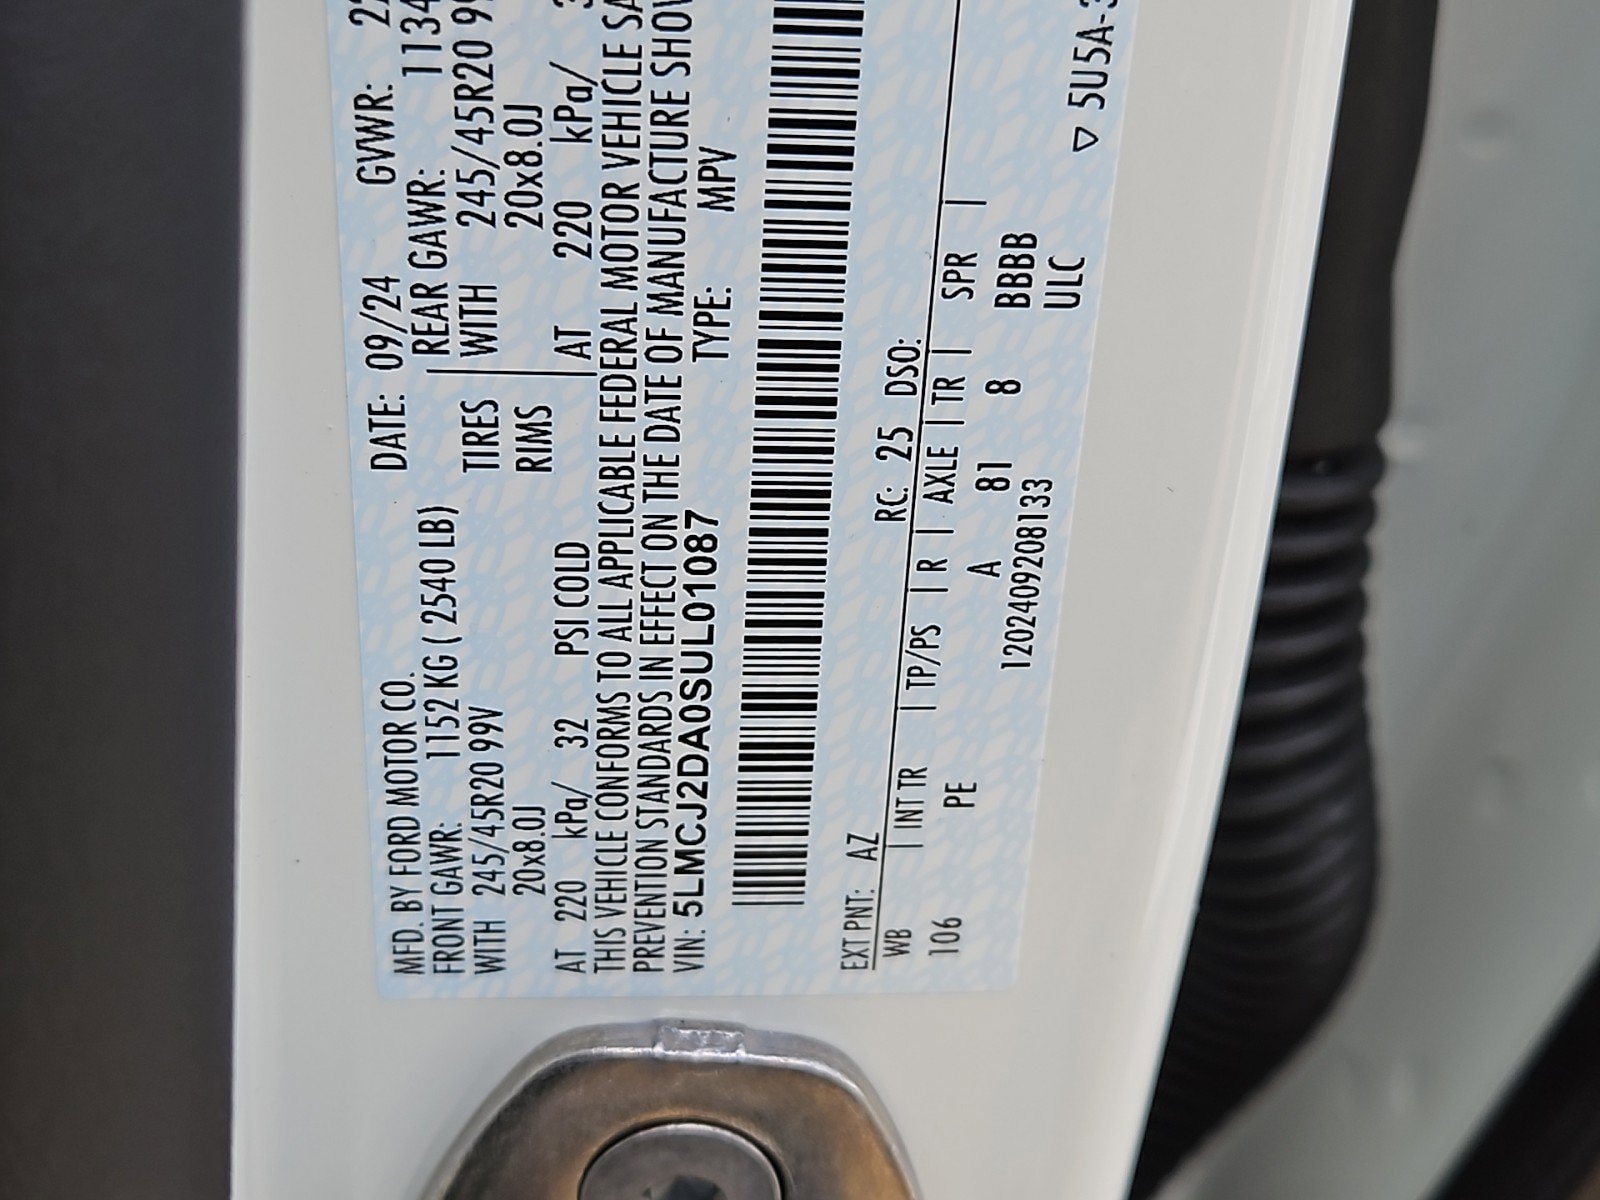 MFD. BY FORD MOTOR CO.
DATE: 09/24 GVWR:
FRONT GAWR: 1152 KG ( 2540 LB) REAR GAWR:
WITH 245/45R20 99V TIRES WITH 245/45R20
20x8.0J RIMS 20x8.0J
AT 220 kPa/ 32 PSI COLD AT 220 kPa/
THIS VEHICLE CONFORMS TO ALL APPLICABLE FEDERAL MOTOR VEHICLE
PREVENTION STANDARDS IN EFFECT ON THE DATE OF MANUFACTURE
VIN: 5LMCJ2DA0SUL01087 TYPE: MPV
EXT PNT: AZ RC: 25 DSO:
WB | INT TR | TP/PS | R | AXLE | TR | SPR |
106 PE A 81 8 BBBB
1202409208133 ULC
▽ 5U5A-